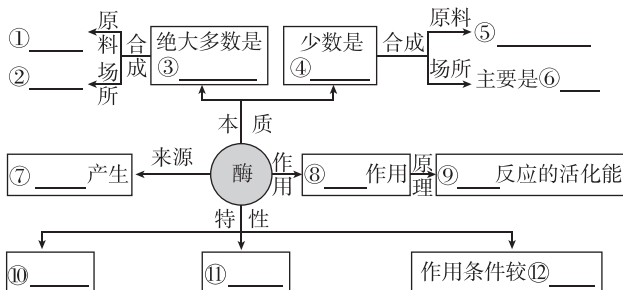 ① 原料 合成 绝大多数是 少数是 合成 原料 ⑤
② 场所 ③ ④ 场所 主要是⑥
本 质
⑦ 产生 来源 酶 作用 ⑧ 作用 原理 ⑨ 反应的活化能
特 性
⑩ ⑪ 作用条件较⑫